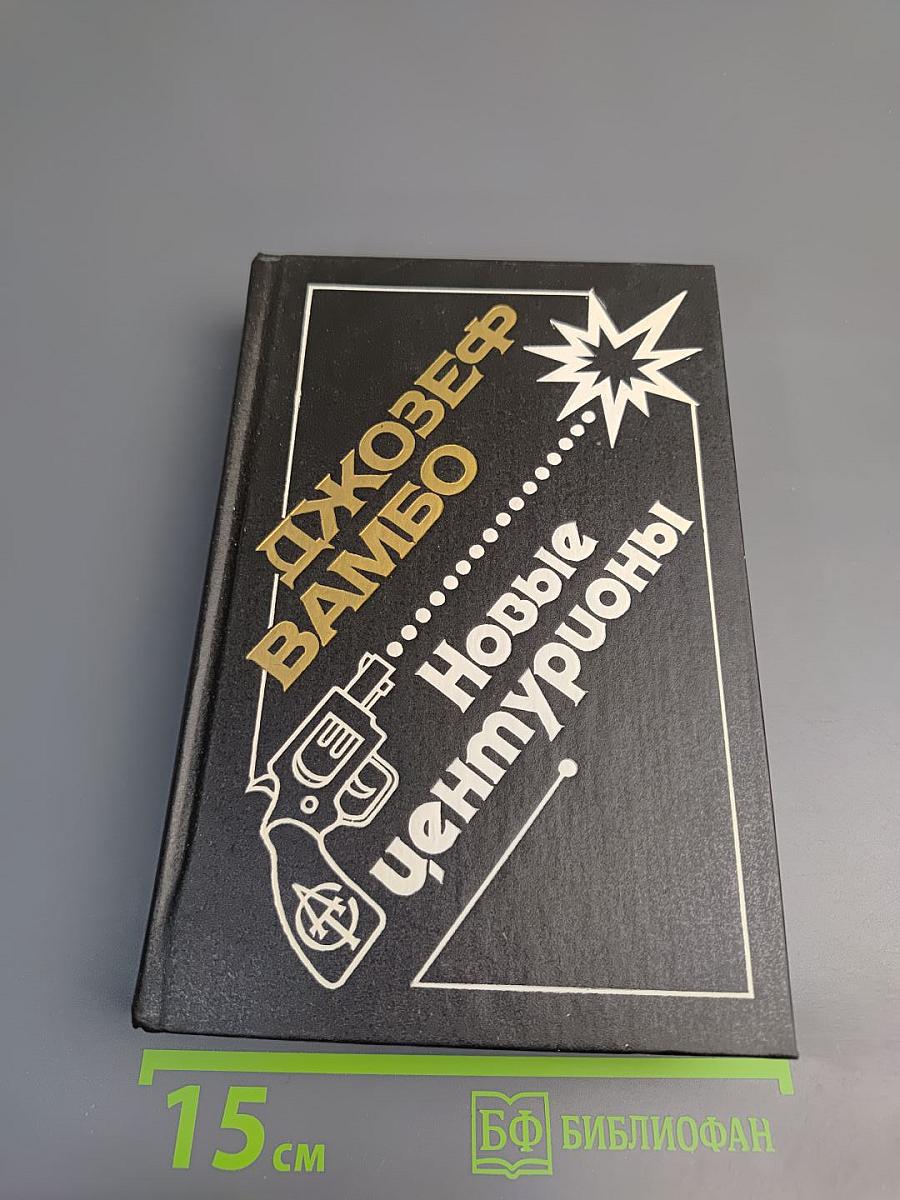 ДЖОЗЕФ
ВАМБО
Новые
центурионы
15 см
БФ БИБЛИОФАН